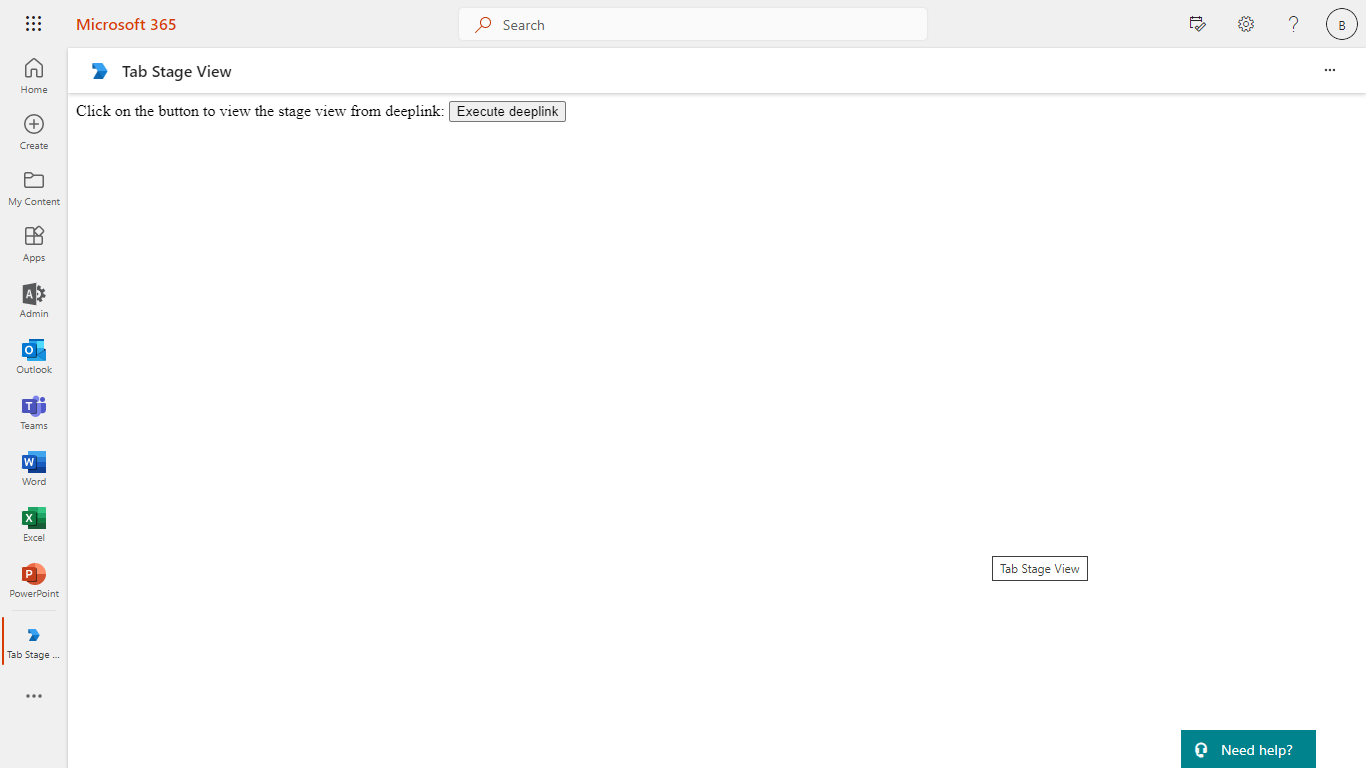 Microsoft 365
Search
B
Home
Tab Stage View
Create
Click on the button to view the stage view from deeplink: Execute deeplink
My Content
Apps
Admin
Outlook
Teams
Word
Excel
PowerPoint
Tab Stage View
Tab Stage ...
Need help?